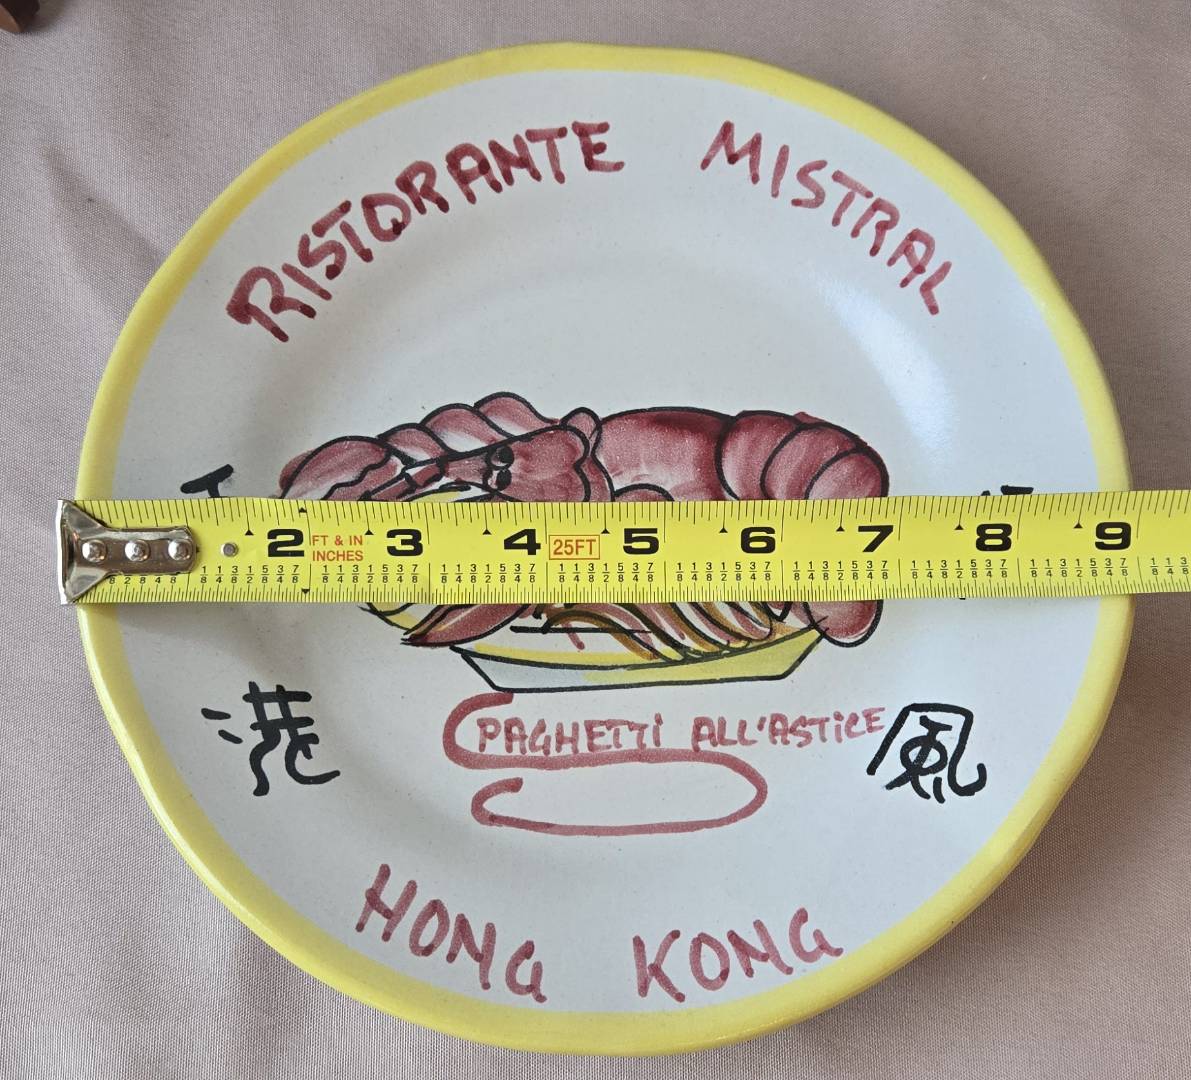 RISTORANTE MISTRAL
2 FT & IN INCHES 3 4 25FT 5 6 7 8 9
港
風
SPAGHETTI ALL'ASTICE
HONG KONG